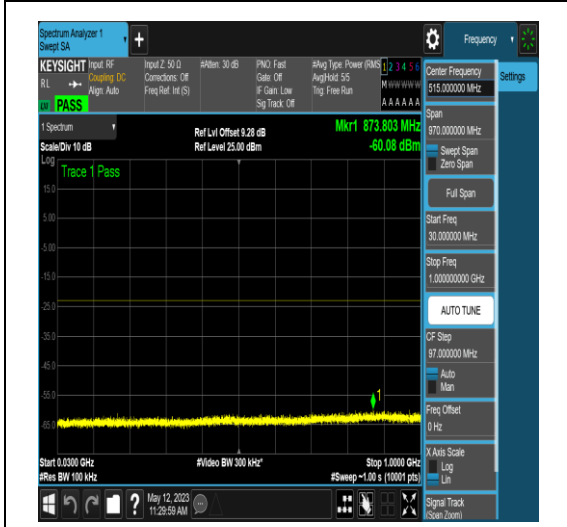 Spectrum Analyzer 1
Swept SA
+
Frequency
KEYSIGHT
RL
PASS
Input: RF
Coupling: DC
Align: Auto
Input Z: 50 Ω
Corrections: Off
Freq Ref: Int (S)
#Atten: 30 dB
PNO: Fast
Gate: Off
IF Gain: Low
Sig Track: Off
#Avg Type: Power (RMS
Avg|Hold: 5/5
Trig: Free Run
1 2 3 4 5 6
M W W W W W
A A A A A A
1 Spectrum
Scale/Div 10 dB
Ref Lvl Offset 9.28 dB
Ref Level 25.00 dBm
Mkr1 873.803 MHz
-60.08 dBm
Log
Trace 1 Pass
15.0
5.00
-5.00
-15.0
-25.0
-35.0
-45.0
-55.0
-65.0
1
Start 0.0300 GHz
#Res BW 100 kHz
#Video BW 300 kHz*
Stop 1.0000 GHz
#Sweep ~1.00 s (10001 pts)
?
May 12, 2023
11:29:59 AM
Center Frequency
515.000000 MHz
Settings
Span
970.000000 MHz
Swept Span
Zero Span
Full Span
Start Freq
30.000000 MHz
Stop Freq
1.000000000 GHz
AUTO TUNE
CF Step
97.000000 MHz
Auto
Man
Freq Offset
0 Hz
X Axis Scale
Log
Lin
Signal Track
(Span Zoom)